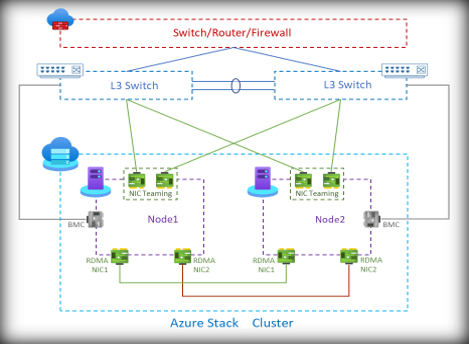 Switch/Router/Firewall
L3 Switch
L3 Switch
NIC Teaming
NIC Teaming
Node1
Node2
BMC
BMC
RDMA
NIC1
RDMA
NIC2
RDMA
NIC1
RDMA
NIC2
Azure Stack Cluster